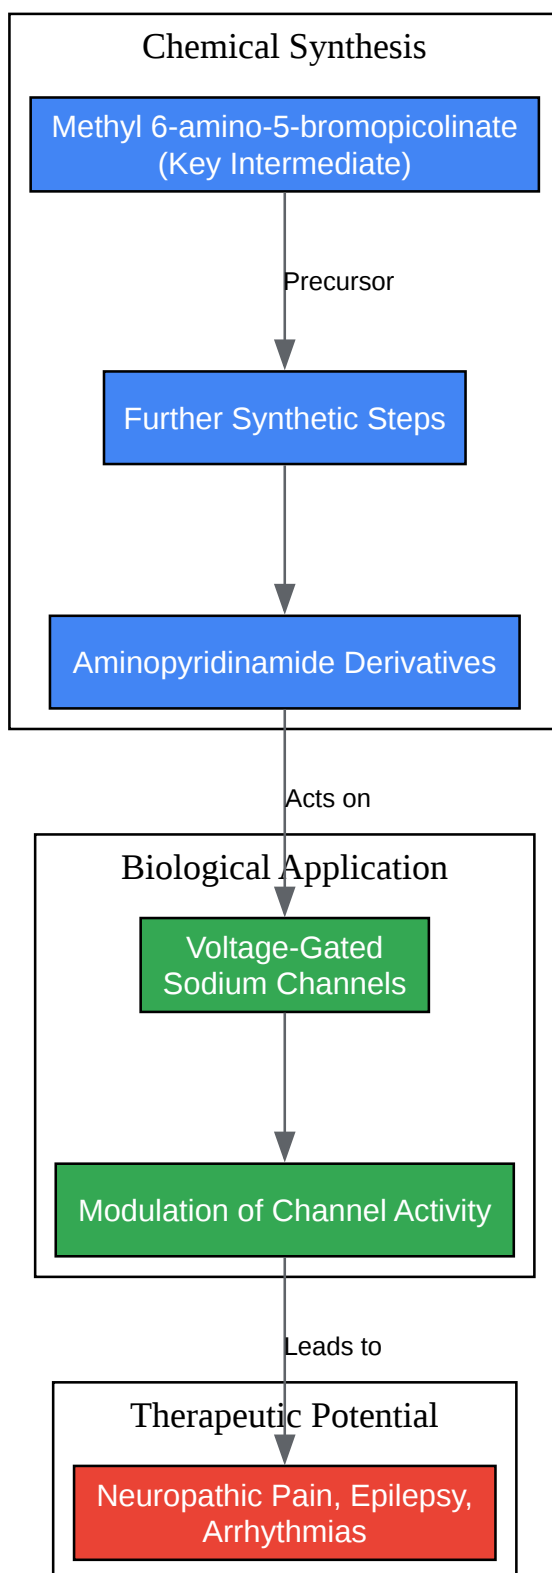 Chemical Synthesis
Methyl 6-amino-5-bromopicolinate
(Key Intermediate)
Precursor
Further Synthetic Steps
Aminopyridinamide Derivatives
Acts on
Biological Application
Voltage-Gated
Sodium Channels
Modulation of Channel Activity
Leads to
Therapeutic Potential
Neuropathic Pain, Epilepsy,
Arrhythmias